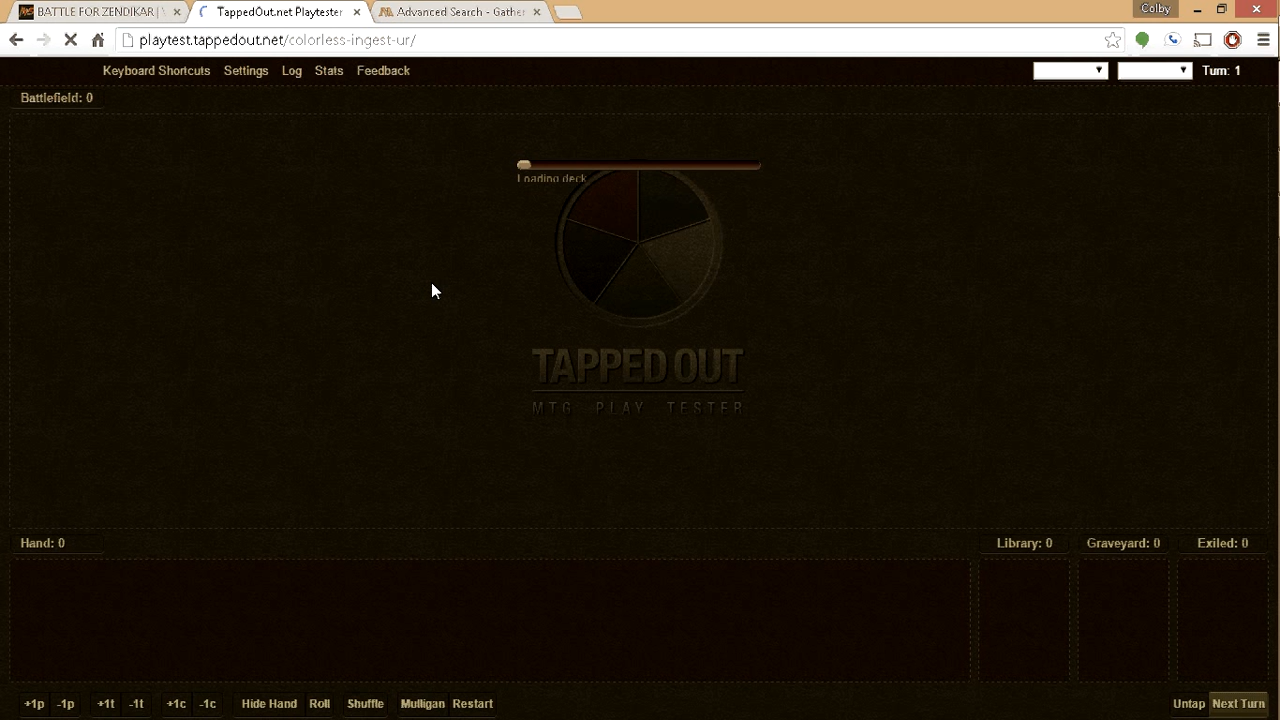 BATTLE FOR ZENDIKAR |
TappedOut.net Playtester
Advanced Search - Gather
Colby
playtest.tappedout.net/colorless-ingest-ur/
Keyboard Shortcuts Settings Log Stats Feedback Turn: 1
Battlefield: 0
Loading deck
TAPPED OUT
MTG PLAY TESTER
Hand: 0 Library: 0 Graveyard: 0 Exiled: 0
+1p -1p +1t -1t +1c -1c Hide Hand Roll Shuffle Mulligan Restart Untap Next Turn